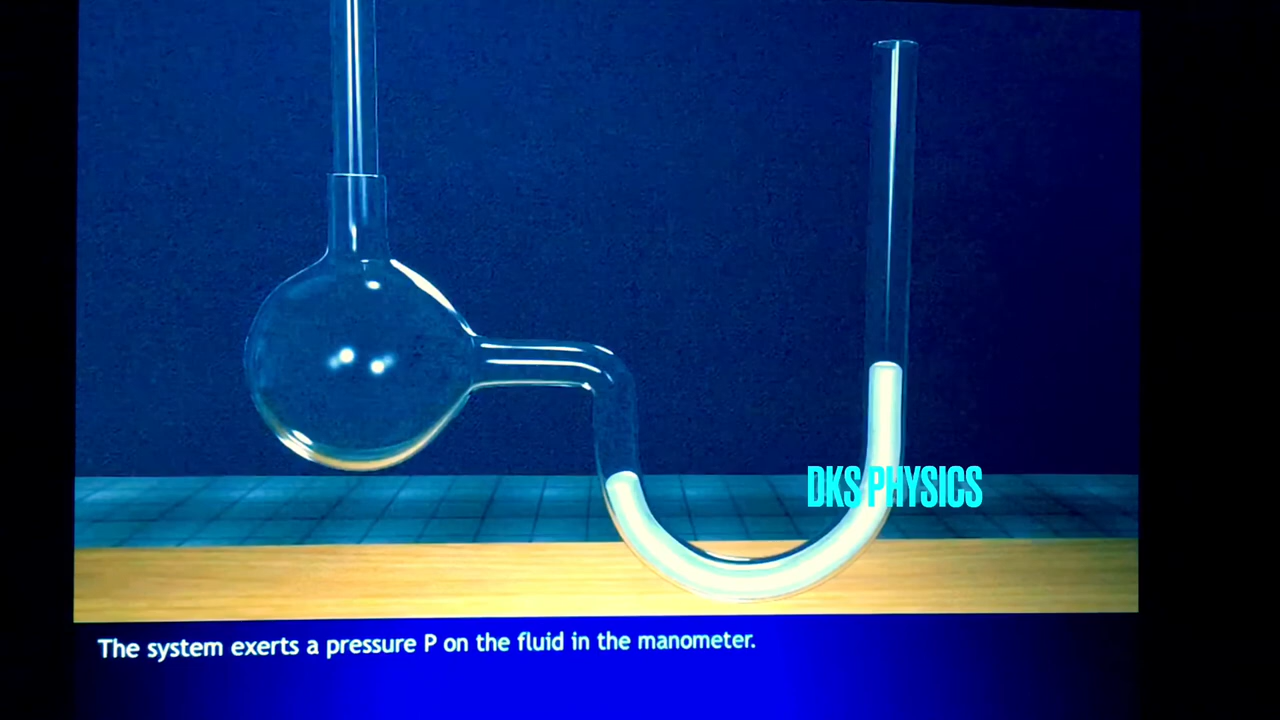 DKS PHYSICS
The system exerts a pressure P on the fluid in the manometer.